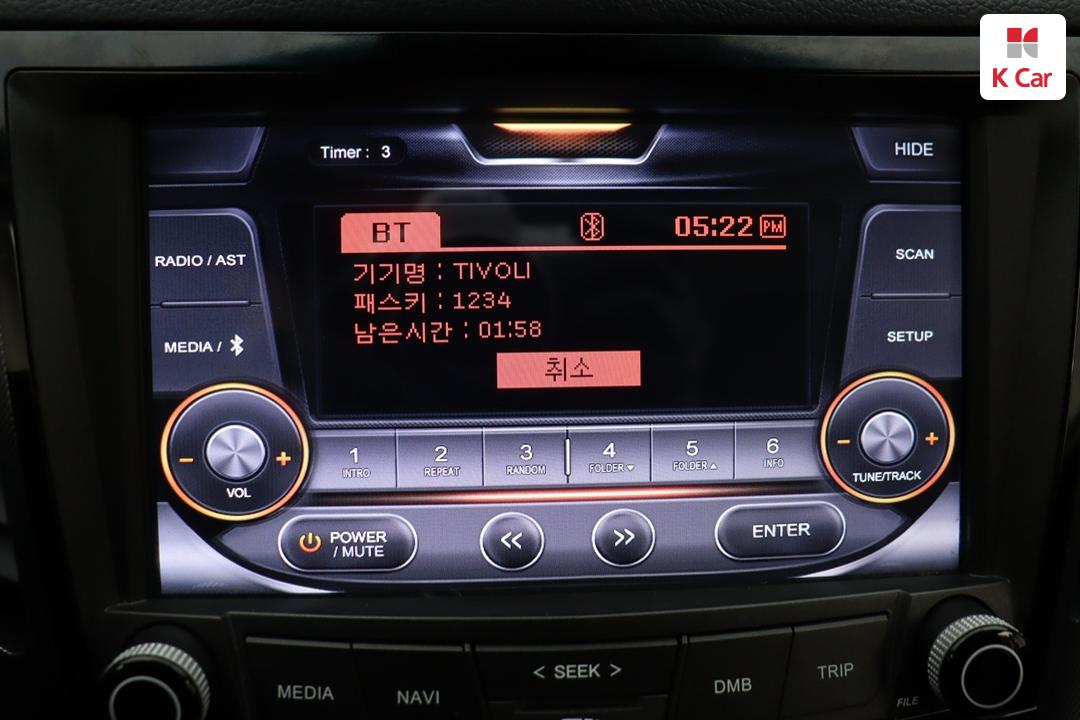 K Car
Timer : 3
HIDE
BT
05:22 PM
RADIO / AST
SCAN
기기명 : TIVOLI
패스키 : 1234
남은시간 : 01:58
MEDIA /
SETUP
취소
VOL
1 INTRO
2 REPEAT
3 RANDOM
4 FOLDER ▼
5 FOLDER ▲
6 INFO
TUNE/TRACK
POWER
/ MUTE
<<
>>
ENTER
MEDIA
NAVI
< SEEK >
DMB
TRIP
FILE